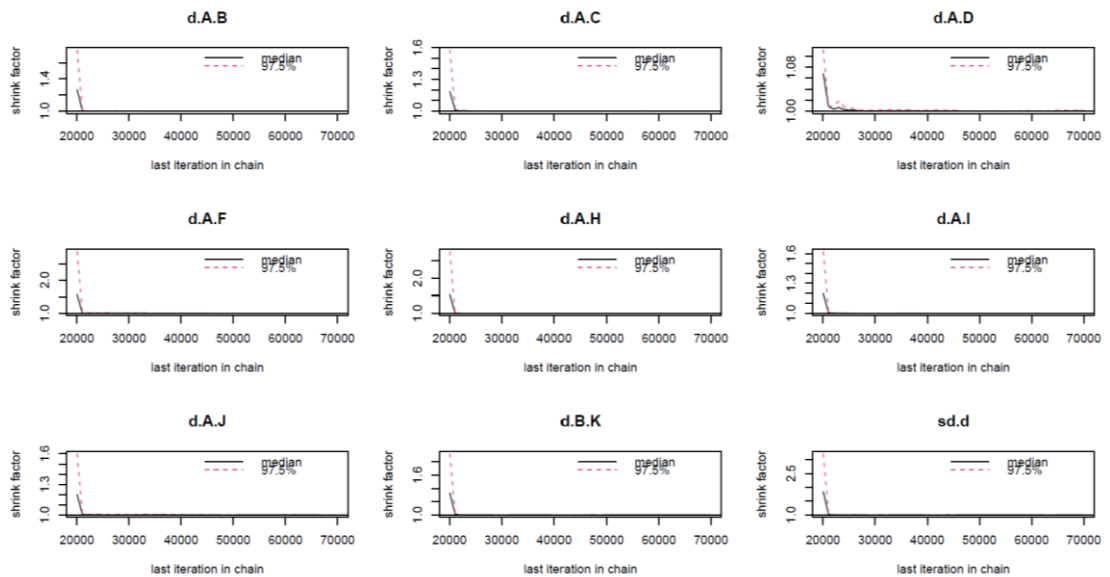 d.A.B
shrink factor
1.0 1.4
median
97.5%
20000 30000 40000 50000 60000 70000
last iteration in chain
d.A.C
shrink factor
1.0 1.3 1.6
median
97.5%
20000 30000 40000 50000 60000 70000
last iteration in chain
d.A.D
shrink factor
1.00 1.08
median
97.5%
20000 30000 40000 50000 60000 70000
last iteration in chain
d.A.F
shrink factor
1.0 2.0
median
97.5%
20000 30000 40000 50000 60000 70000
last iteration in chain
d.A.H
shrink factor
1.0 2.0
median
97.5%
20000 30000 40000 50000 60000 70000
last iteration in chain
d.A.I
shrink factor
1.0 1.3 1.6
median
97.5%
20000 30000 40000 50000 60000 70000
last iteration in chain
d.A.J
shrink factor
1.0 1.3 1.6
median
97.5%
20000 30000 40000 50000 60000 70000
last iteration in chain
d.B.K
shrink factor
1.0 1.6
median
97.5%
20000 30000 40000 50000 60000 70000
last iteration in chain
sd.d
shrink factor
1.0 2.5
median
97.5%
20000 30000 40000 50000 60000 70000
last iteration in chain